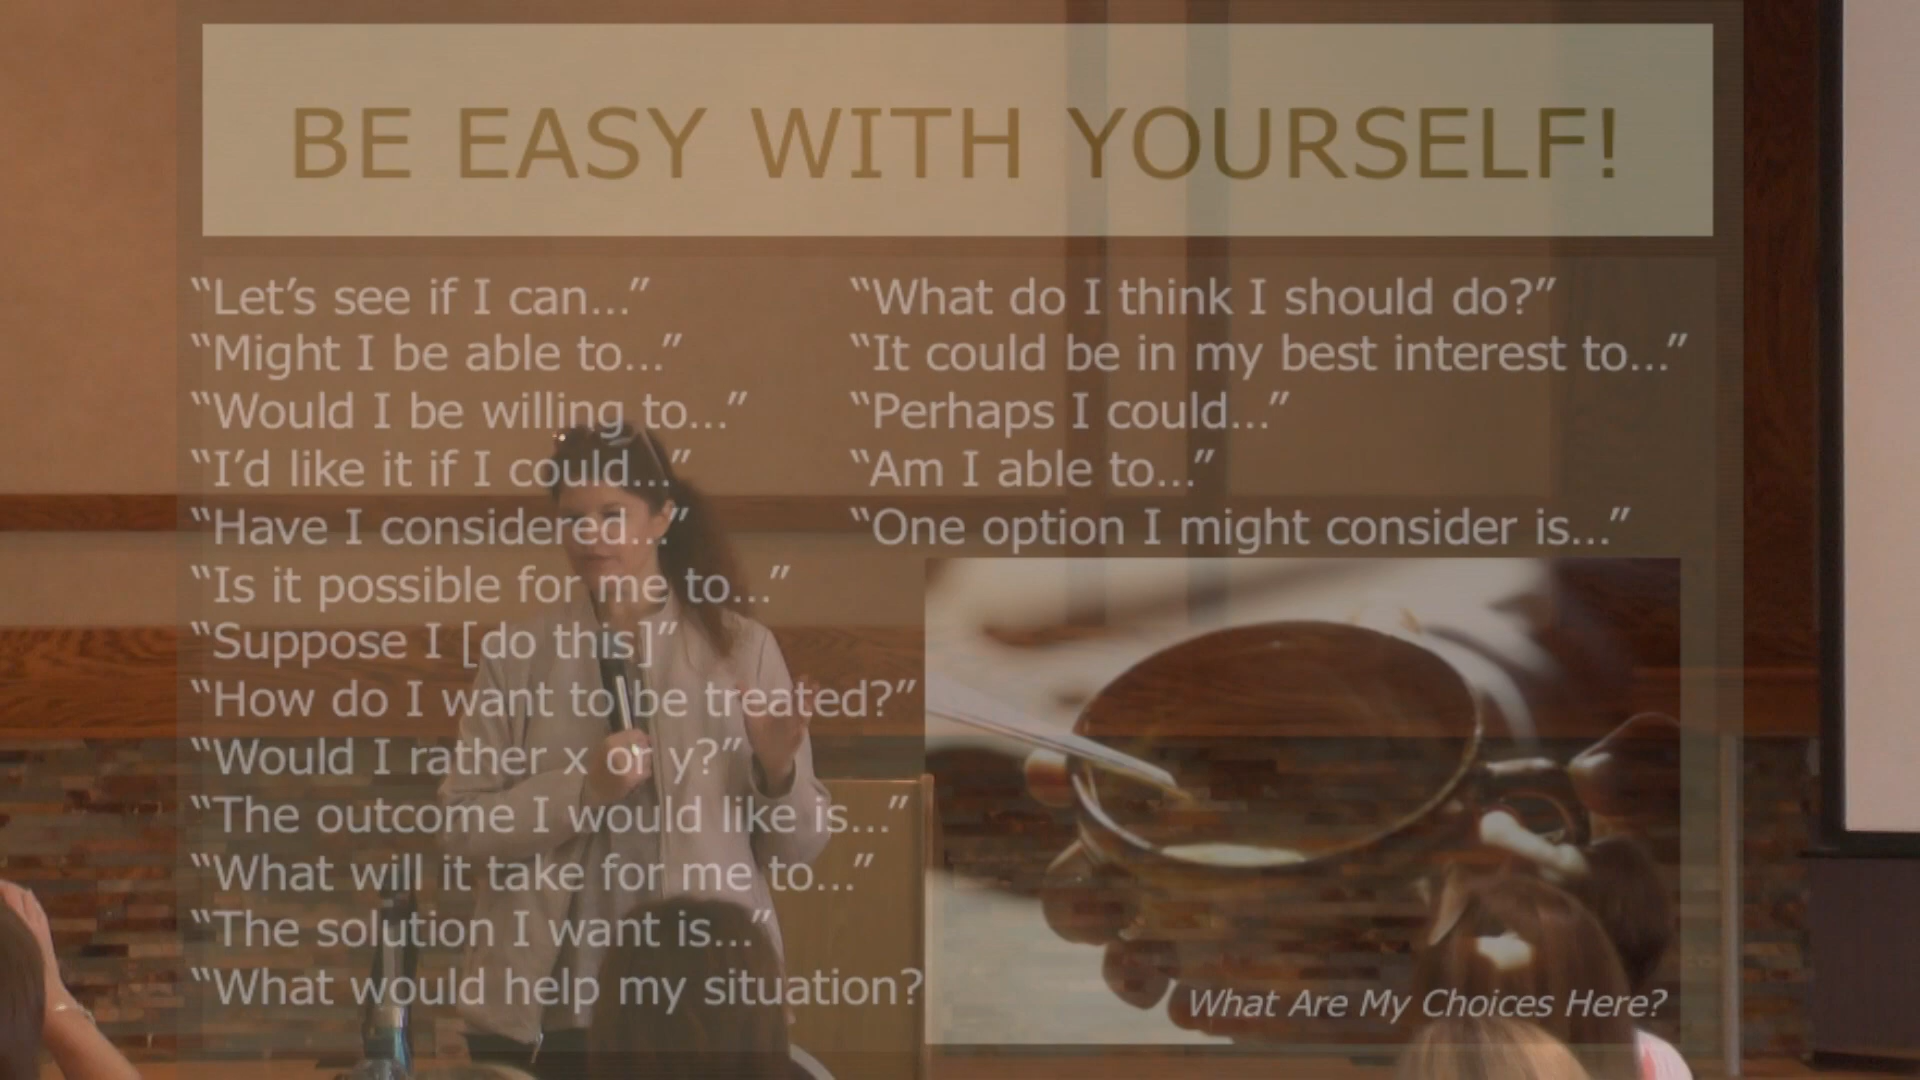 BE EASY WITH YOURSELF!
“Let’s see if I can...”
“Might I be able to...”
“Would I be willing to...”
“I’d like it if I could...”
“Have I considered...”
“Is it possible for me to...”
“Suppose I [do this]”
“How do I want to be treated?”
“Would I rather x or y?”
“The outcome I would like is...”
“What will it take for me to...”
“The solution I want is...”
“What would help my situation?
“What do I think I should do?”
“It could be in my best interest to...”
“Perhaps I could...”
“Am I able to...”
“One option I might consider is...”
What Are My Choices Here?